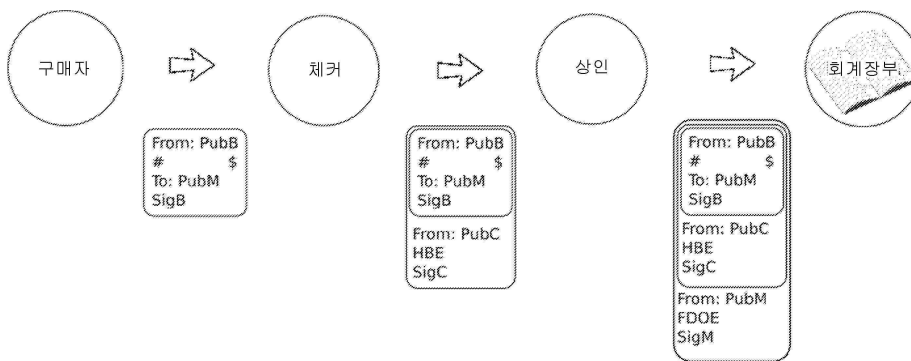 구매자
체커
상인
회계장부
From: PubB
# $
To: PubM
SigB
From: PubB
# $
To: PubM
SigB
From: PubC
HBE
SigC
From: PubB
# $
To: PubM
SigB
From: PubC
HBE
SigC
From: PubM
FDOE
SigM